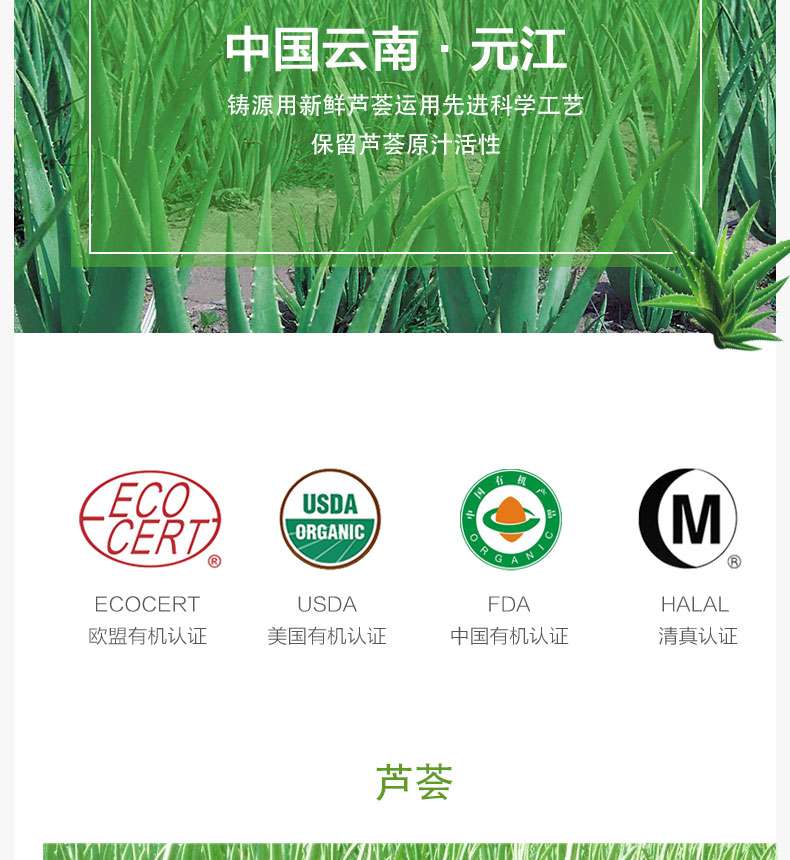 中国云南·元江
铸源用新鲜芦荟运用先进科学工艺
保留芦荟原汁活性
ECO
CERT
®
USDA
ORGANIC
中国有机产品
ORGANIC
M
®
ECOCERT
USDA
FDA
HALAL
欧盟有机认证
美国有机认证
中国有机认证
清真认证
芦荟